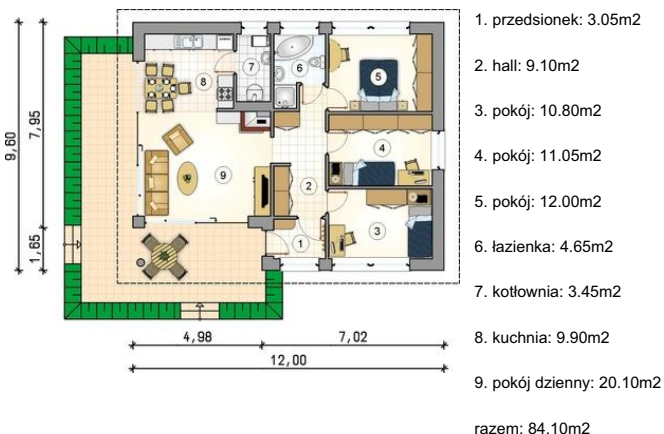 1. przedsionek: 3.05m2
2. hall: 9.10m2
3. pokój: 10.80m2
4. pokój: 11.05m2
5. pokój: 12.00m2
6. łazienka: 4.65m2
7. kotłownia: 3.45m2
8. kuchnia: 9.90m2
9. pokój dzienny: 20.10m2
razem: 84.10m2
9,60
7,95
1,65
8
7
6
5
4
9
2
3
1
4,98
7,02
12,00